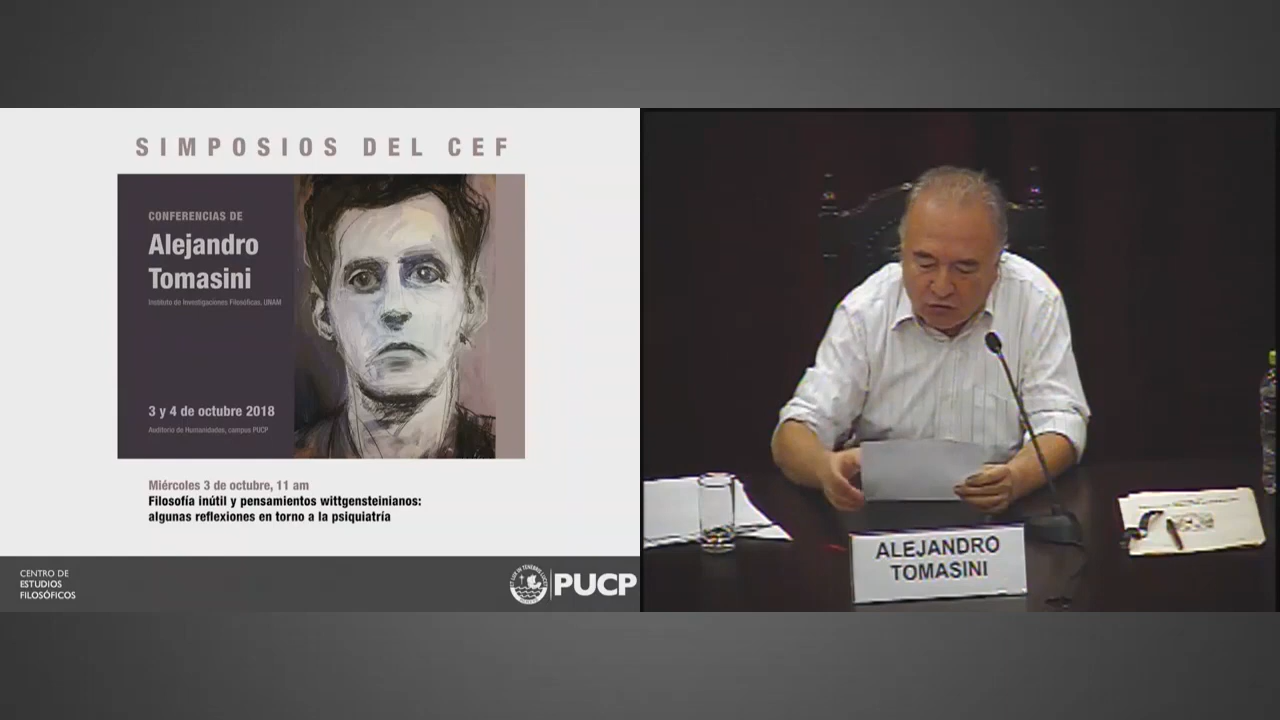 SIMPOSIOS DEL CEF
CONFERENCIAS DE
Alejandro
Tomasini
Instituto de Investigaciones Filosóficas, UNAM
3 y 4 de octubre 2018
Auditorio de Humanidades, campus PUCP
Miércoles 3 de octubre, 11 am
Filosofía inútil y pensamientos wittgensteinianos:
algunas reflexiones en torno a la psiquiatría
CENTRO DE
ESTUDIOS
FILOSÓFICOS
PUCP
ALEJANDRO
TOMASINI